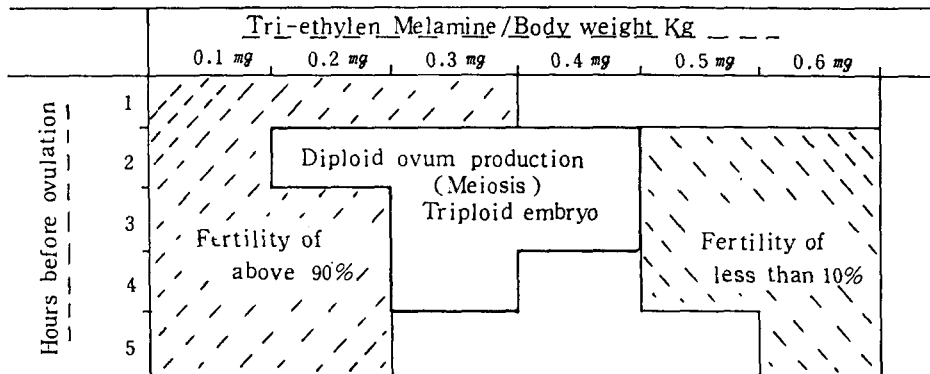 Tri-ethylen Melamine/Body weight Kg
0.1 mg 0.2 mg 0.3 mg 0.4 mg 0.5 mg 0.6 mg
Hours before ovulation
1
2
3
4
5
Diploid ovum production
(Meiosis)
Triploid embryo
Fertility of
above 90%
Fertility of
less than 10%